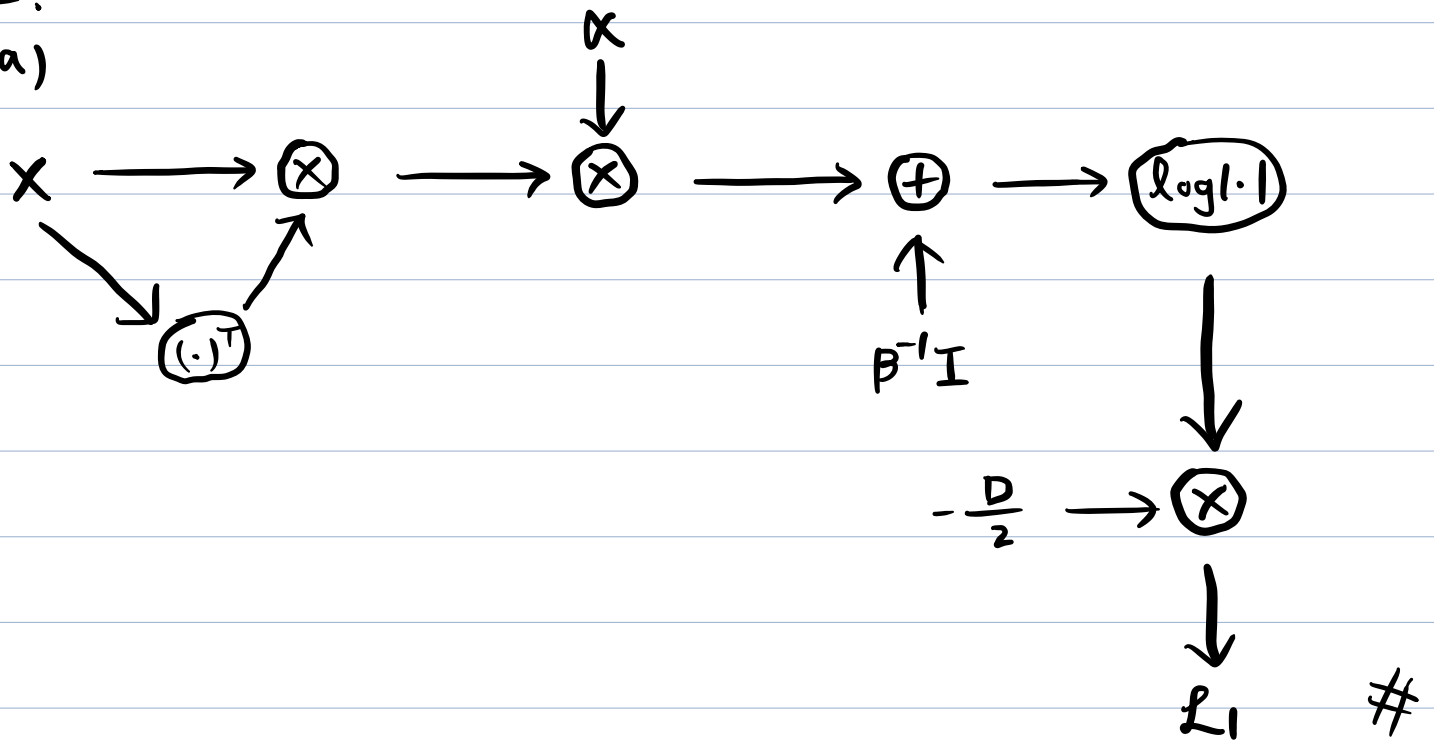 a)
α
X → ⊗ → ⊗ → ⊕ → log|·|
(·)ᵀ
β⁻¹I
-D/2 → ⊗
ℒ₁ #